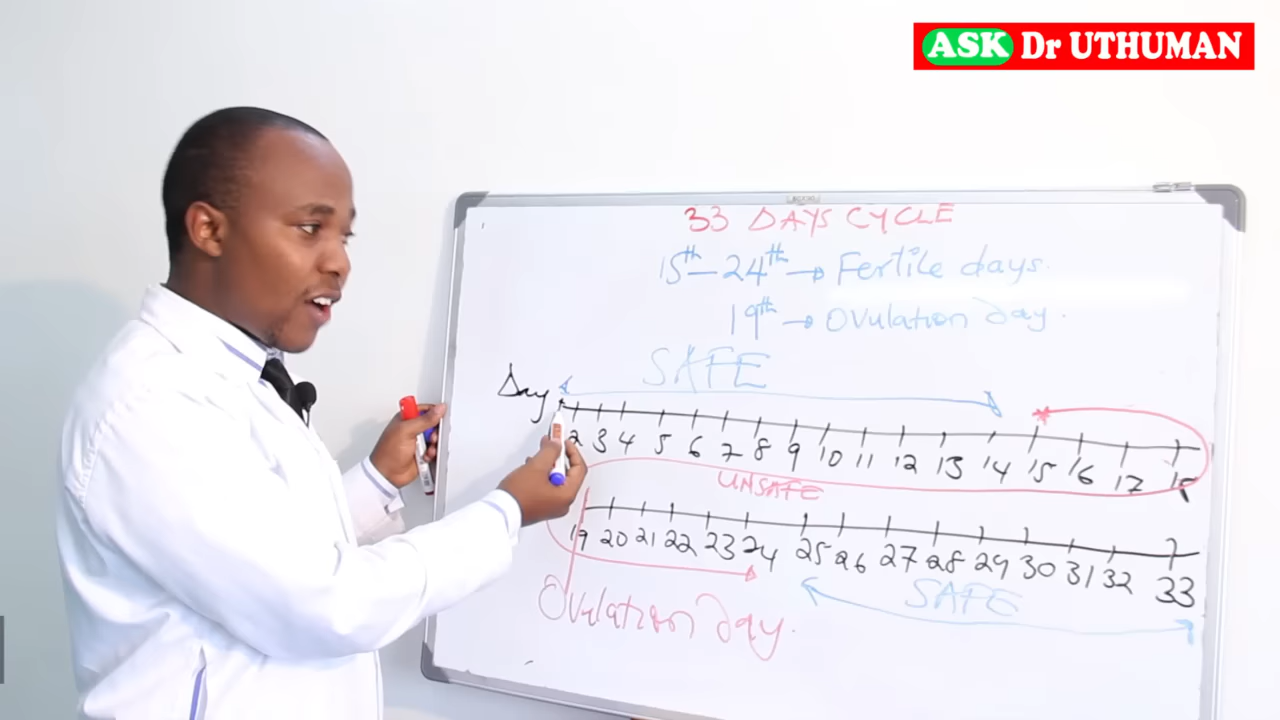 ASK Dr UTHUMAN
33 DAYS CYCLE
15th – 24th → Fertile days.
19th → Ovulation day.
SAFE
Day
2 3 4 5 6 7 8 9 10 11 12 13 14 15 16 17 18
UNSAFE
19 20 21 22 23 24 25 26 27 28 29 30 31 32 33
SAFE
Ovulation day.